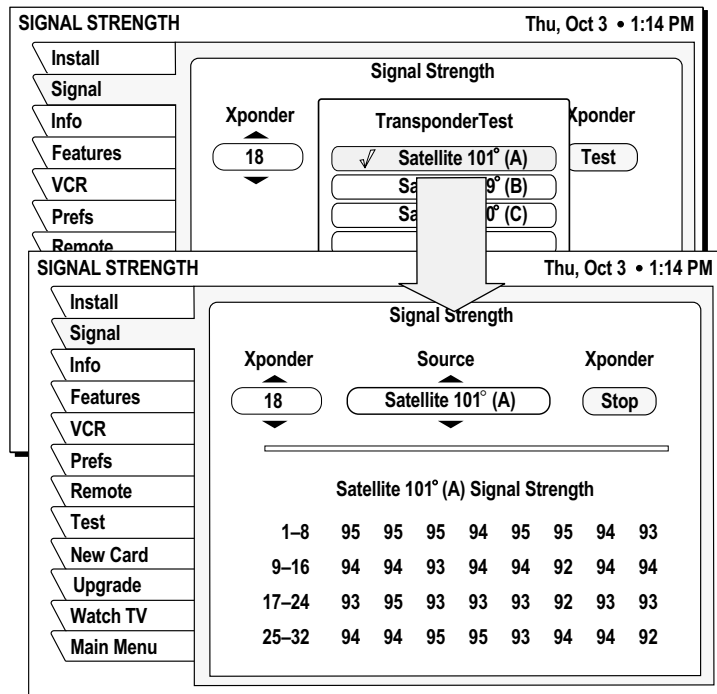 SIGNAL STRENGTH Thu, Oct 3 • 1:14 PM
Install
Signal
Info
Features
VCR
Prefs
Remote
Signal Strength
Xponder
18
TransponderTest
√ Satellite 101° (A)
Sa 9° (B)
Sa 0° (C)
Xponder
Test
SIGNAL STRENGTH Thu, Oct 3 • 1:14 PM
Install
Signal
Info
Features
VCR
Prefs
Remote
Test
New Card
Upgrade
Watch TV
Main Menu
Signal Strength
Xponder Source Xponder
18 Satellite 101° (A) Stop
Satellite 101° (A) Signal Strength
1–8 95 95 95 94 95 95 94 93
9–16 94 94 93 94 94 92 94 94
17–24 93 95 93 93 93 92 93 93
25–32 94 94 95 95 93 94 94 92